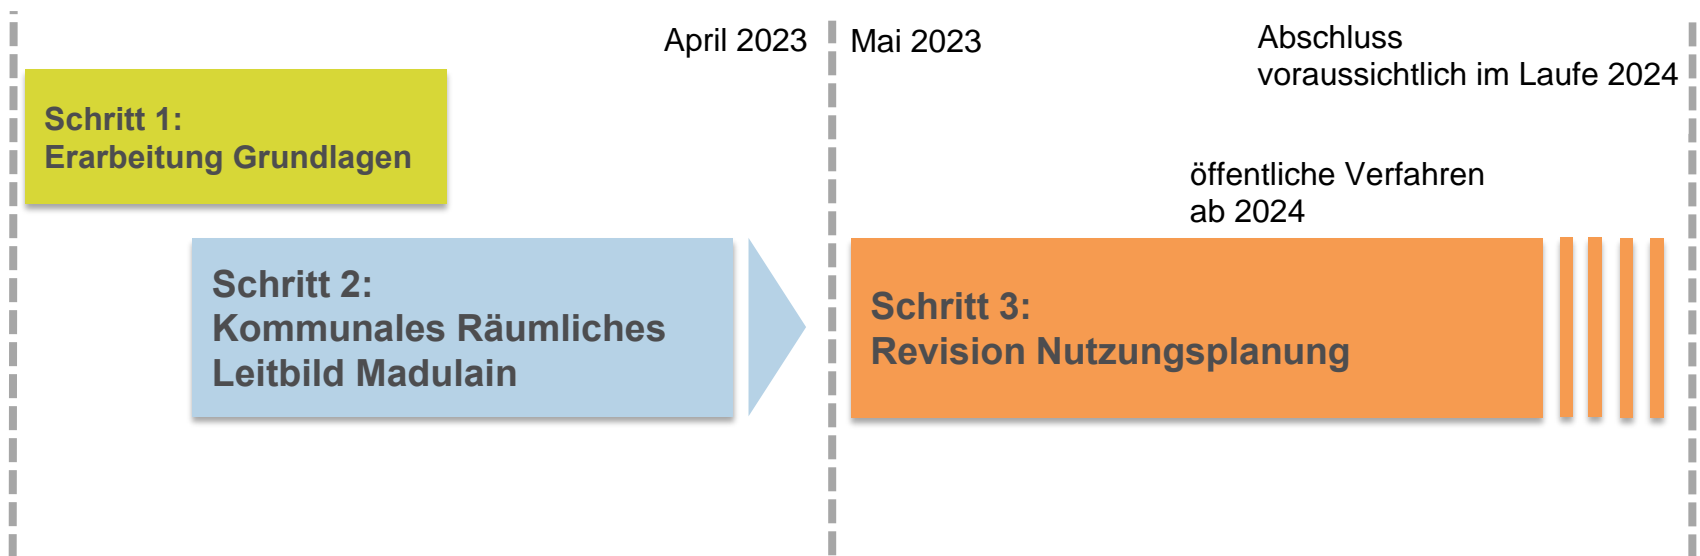 April 2023
Mai 2023
Abschluss
voraussichtlich im Laufe 2024
Schritt 1:
Erarbeitung Grundlagen
öffentliche Verfahren
ab 2024
Schritt 2:
Kommunales Räumliches
Leitbild Madulain
Schritt 3:
Revision Nutzungsplanung